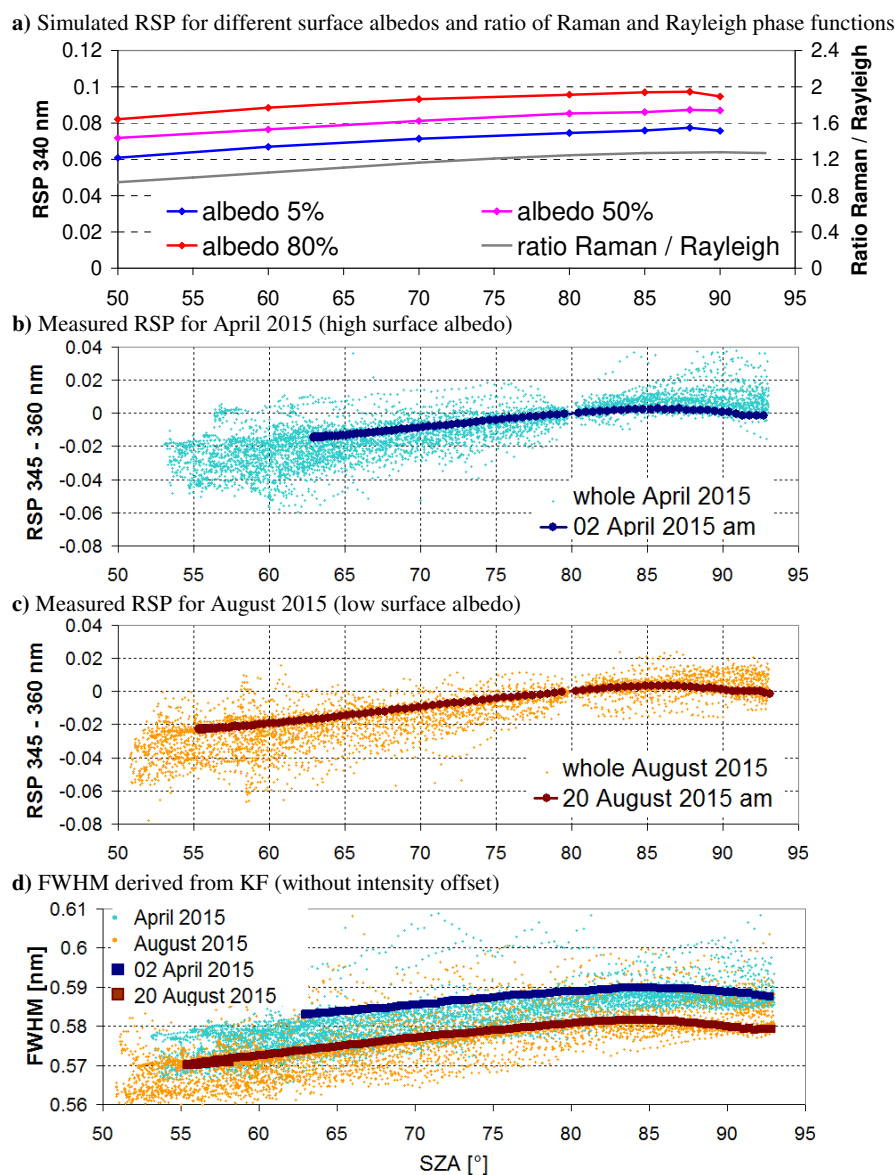 a) Simulated RSP for different surface albedos and ratio of Raman and Rayleigh phase functions
0.12
0.1
0.08
0.06
0.04
0.02
0
RSP 340 nm
2.4
2
1.6
1.2
0.8
0.4
0
Ratio Raman / Rayleigh
albedo 5%
albedo 50%
albedo 80%
ratio Raman / Rayleigh
50 55 60 65 70 75 80 85 90 95
b) Measured RSP for April 2015 (high surface albedo)
0.04
0.02
0
-0.02
-0.04
-0.06
-0.08
RSP 345 - 360 nm
whole April 2015
02 April 2015 am
50 55 60 65 70 75 80 85 90 95
c) Measured RSP for August 2015 (low surface albedo)
0.04
0.02
0
-0.02
-0.04
-0.06
-0.08
RSP 345 - 360 nm
whole August 2015
20 August 2015 am
50 55 60 65 70 75 80 85 90 95
d) FWHM derived from KF (without intensity offset)
0.61
0.6
0.59
0.58
0.57
0.56
FWHM [nm]
April 2015
August 2015
02 April 2015
20 August 2015
50 55 60 65 70 75 80 85 90 95
SZA [°]